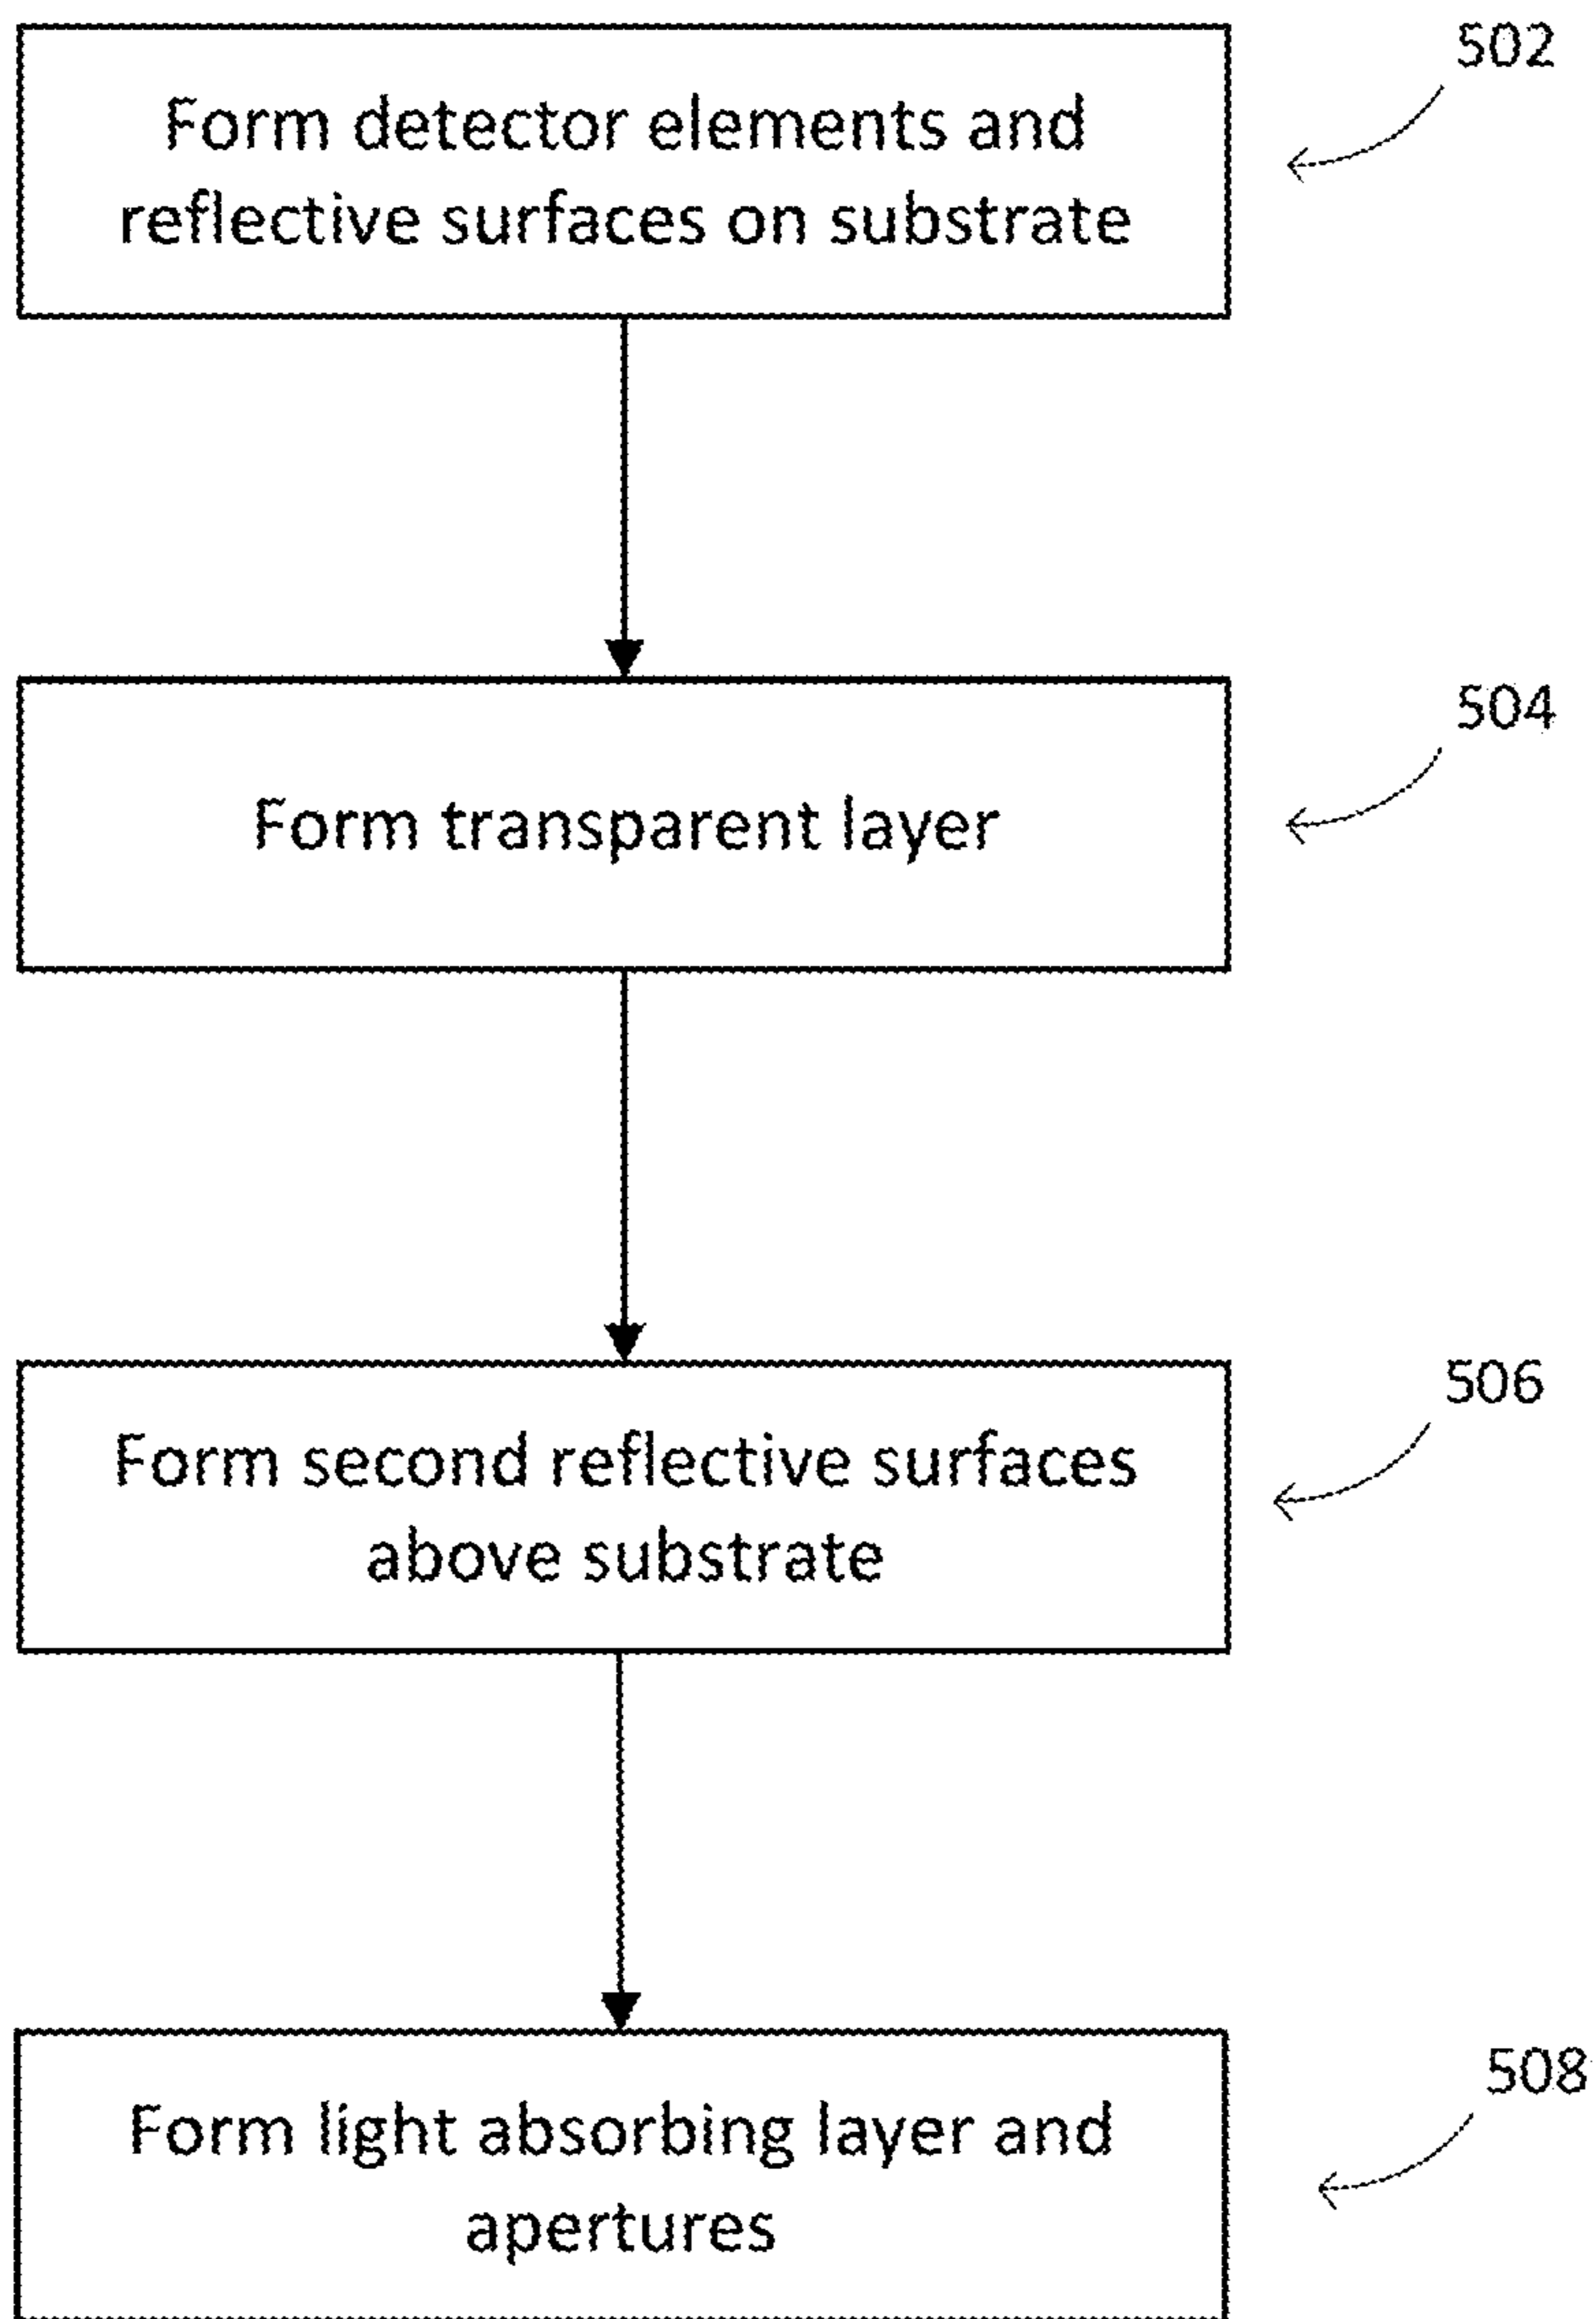 502
Form detector elements and
reflective surfaces on substrate
504
Form transparent layer
506
Form second reflective surfaces
above substrate
508
Form light absorbing layer and
apertures